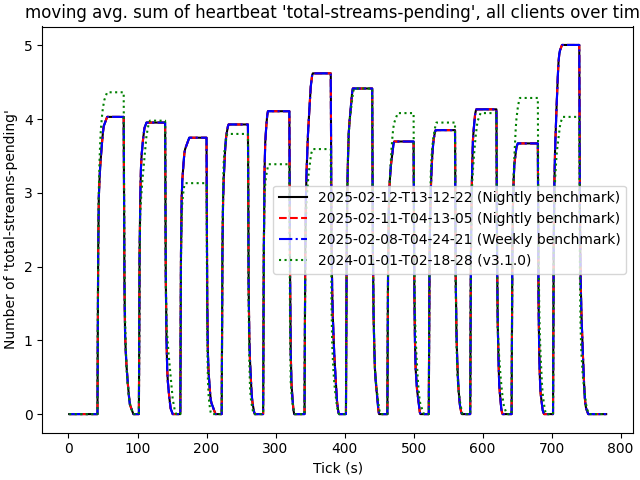 moving avg. sum of heartbeat 'total-streams-pending', all clients over tim
Number of 'total-streams-pending'
5
4
3
2
1
0
2025-02-12-T13-12-22 (Nightly benchmark)
2025-02-11-T04-13-05 (Nightly benchmark)
2025-02-08-T04-24-21 (Weekly benchmark)
2024-01-01-T02-18-28 (v3.1.0)
0 100 200 300 400 500 600 700 800
Tick (s)